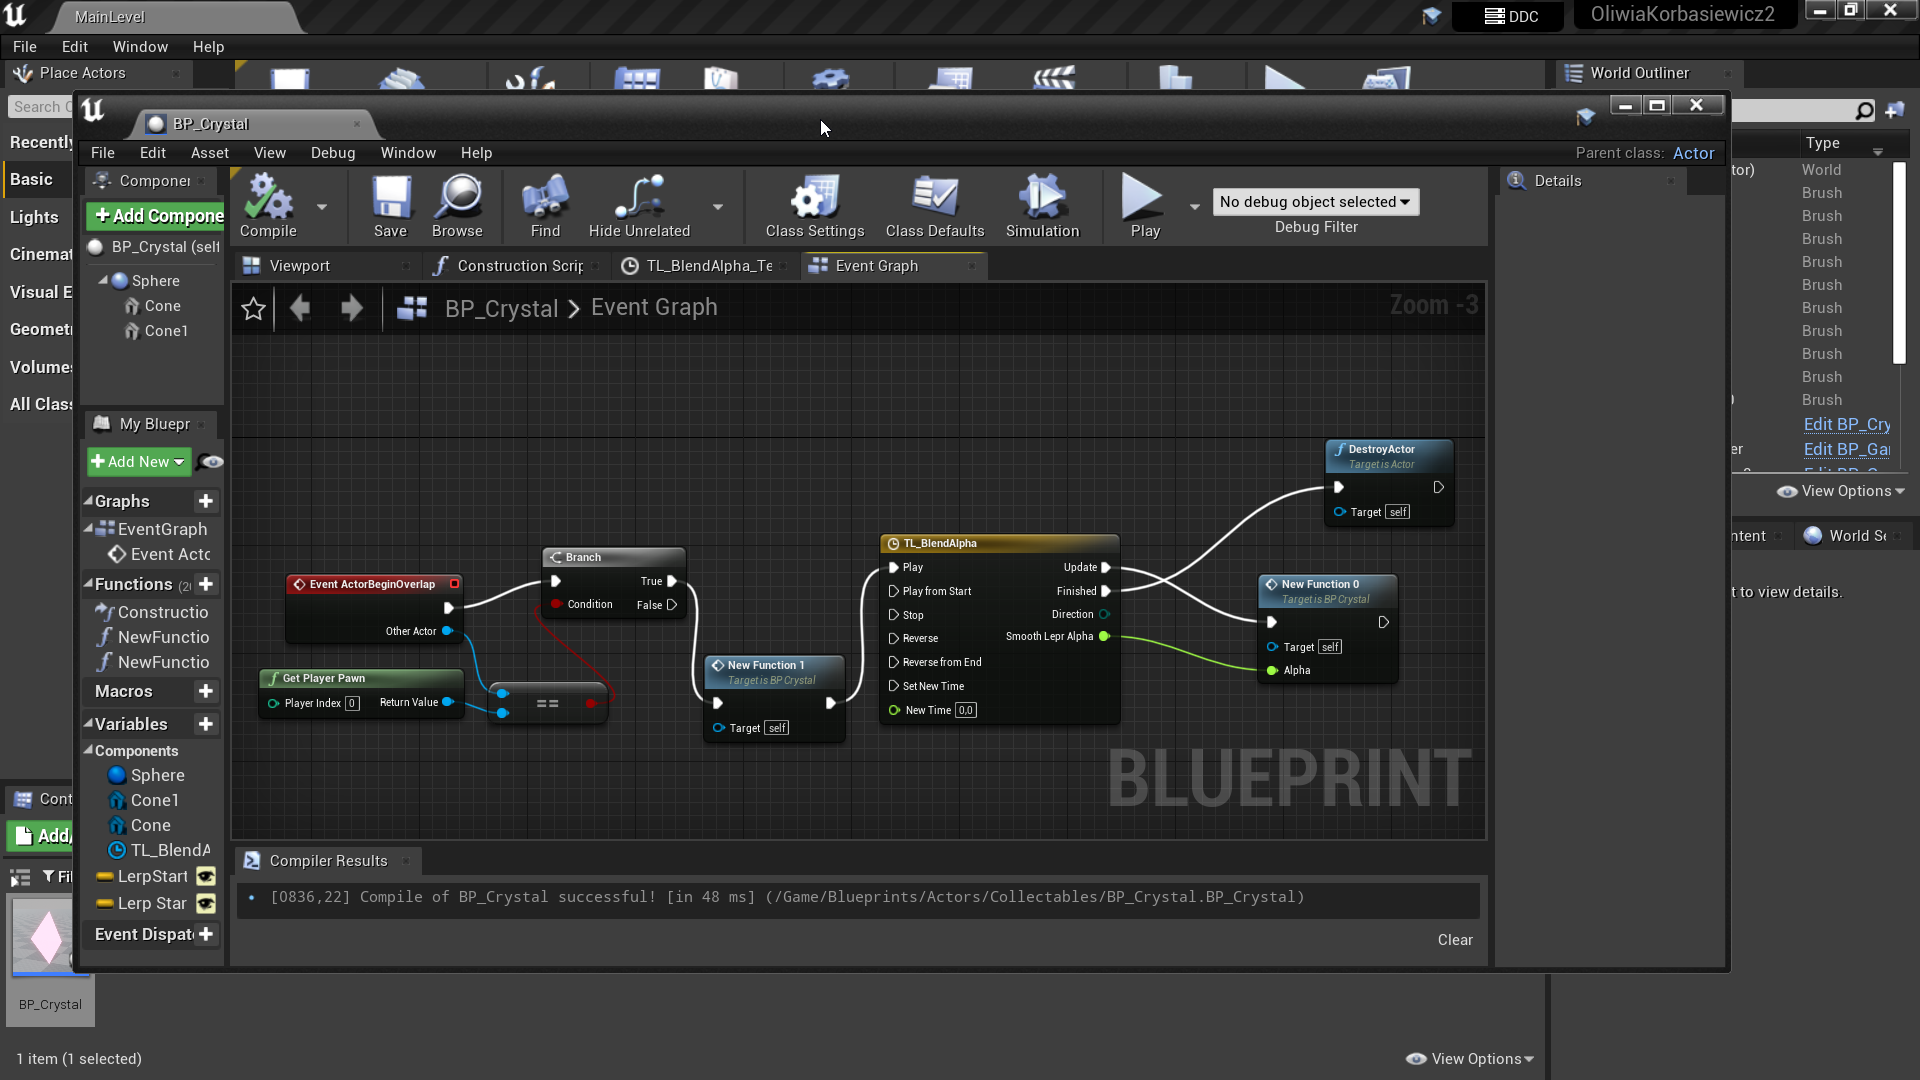 MainLevel
DDC
OliwiaKorbasiewicz2
File Edit Window Help
Place Actors
World Outliner
Search
BP_Crystal
Recently
Basic
Lights
Cinemat
Visual E
Geomet
Volumes
All Clas
File Edit Asset View Debug Window Help
Parent class: Actor
Componer
+Add Compone
BP_Crystal (self
Sphere
Cone
Cone1
Compile
Save
Browse
Find
Hide Unrelated
Class Settings
Class Defaults
Simulation
Play
No debug object selected
Debug Filter
Details
Viewport
Construction Scrip
TL_BlendAlpha_Te
Event Graph
BP_Crystal > Event Graph
Zoom -3
My Bluepr
+Add New
Graphs
EventGraph
Event Actc
Functions
Constructio
NewFunctio
NewFunctio
Macros
Variables
Components
Sphere
Cone1
Cone
TL_BlendA
LerpStart
Lerp Star
Event Dispat
Event ActorBeginOverlap
Other Actor
Get Player Pawn
Player Index 0
Return Value
==
Branch
True
Condition
False
New Function 1
Target is BP Crystal
Target self
TL_BlendAlpha
Play
Update
Play from Start
Finished
Stop
Direction
Reverse
Smooth Lepr Alpha
Reverse from End
Set New Time
New Time 0,0
DestroyActor
Target is Actor
Target self
New Function 0
Target is BP Crystal
Target self
Alpha
BLUEPRINT
Compiler Results
• [0836,22] Compile of BP_Crystal successful! [in 48 ms] (/Game/Blueprints/Actors/Collectables/BP_Crystal.BP_Crystal)
Clear
Type
tor) World
Brush
Brush
Brush
Brush
Brush
Brush
Brush
Brush
Brush
Brush
Edit BP_Cry
er Edit BP_Gai
View Options
ntent
World Se
t to view details.
Cont
Add
Fil
BP_Crystal
1 item (1 selected)
View Options